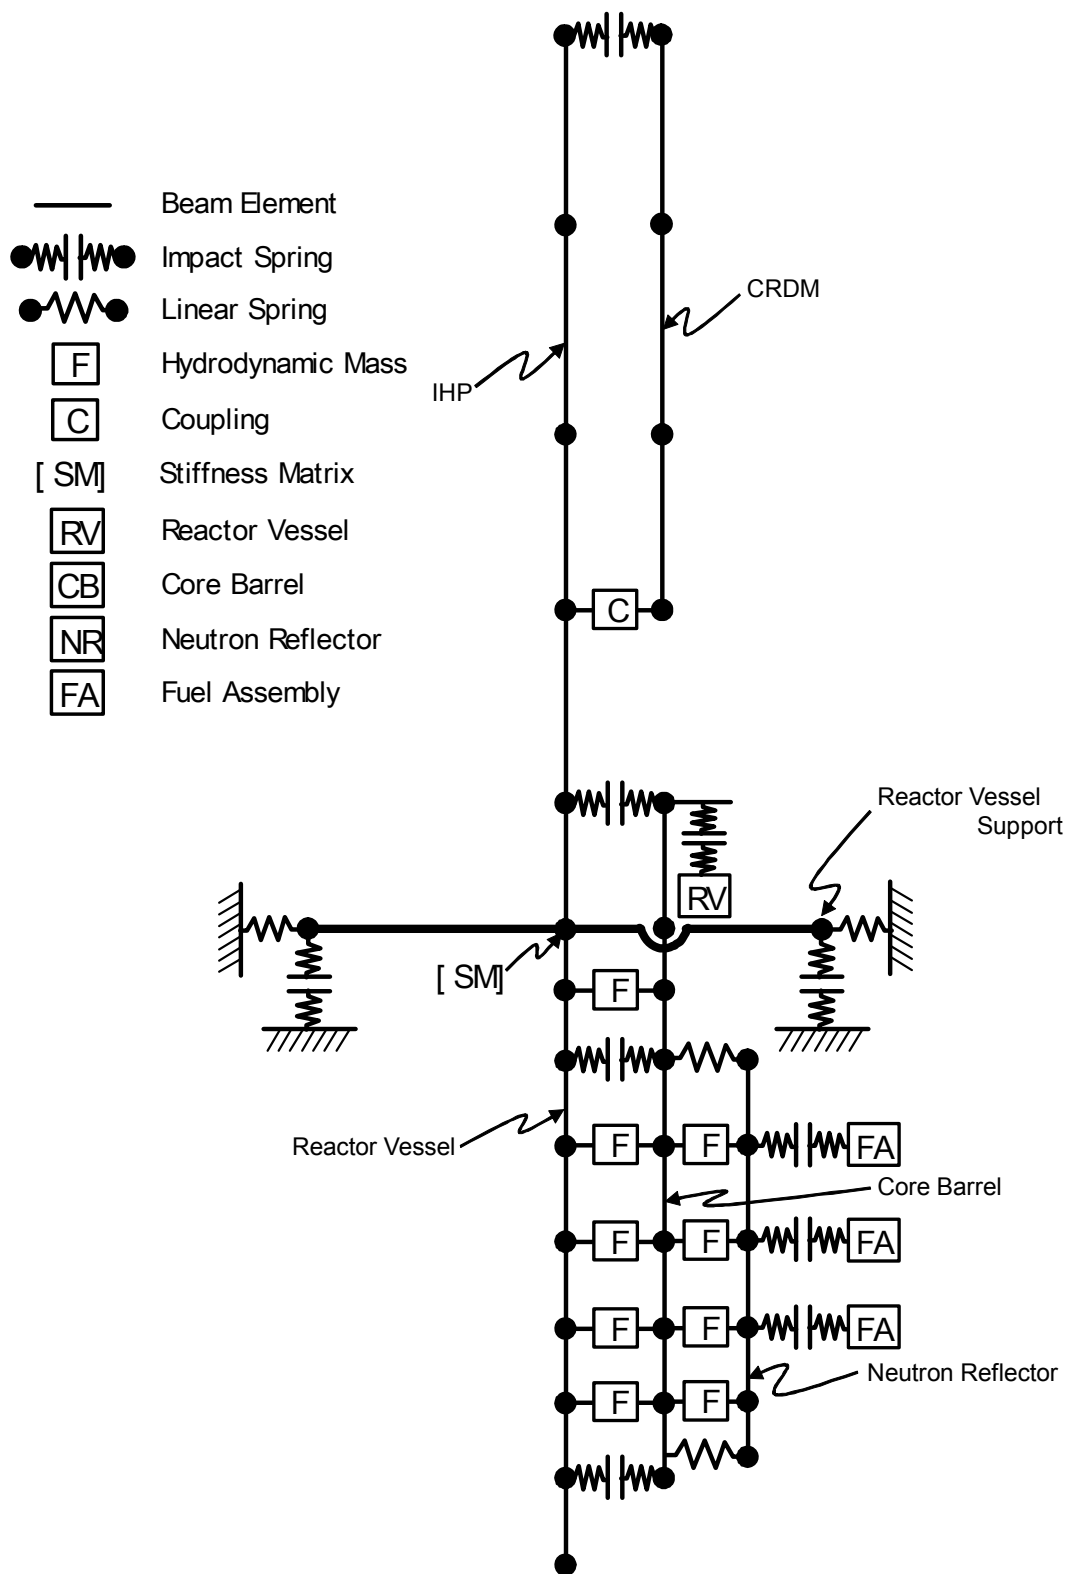 Beam Element
Impact Spring
Linear Spring
F Hydrodynamic Mass
C Coupling
[ SM] Stiffness Matrix
RV Reactor Vessel
CB Core Barrel
NR Neutron Reflector
FA Fuel Assembly
CRDM
IHP
C
Reactor Vessel
Support
RV
[ SM]
F
Reactor Vessel
F F FA
Core Barrel
F F FA
F F FA
Neutron Reflector
F F